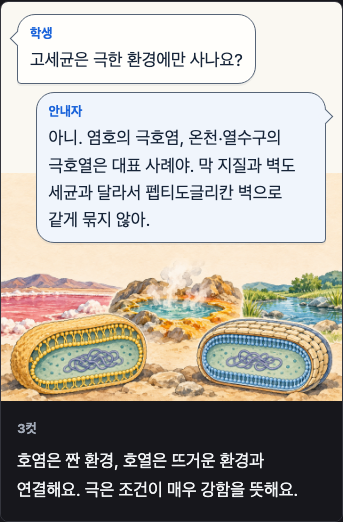 학생
고세균은 극한 환경에만 사나요?
안내자
아니. 염호의 극호염, 온천·열수구의
극호열은 대표 사례야. 막 지질과 벽도
세균과 달라서 펩티도글리칸 벽으로
같게 묶지 않아.
3컷
호염은 짠 환경, 호열은 뜨거운 환경과
연결해요. 극은 조건이 매우 강함을 뜻해요.